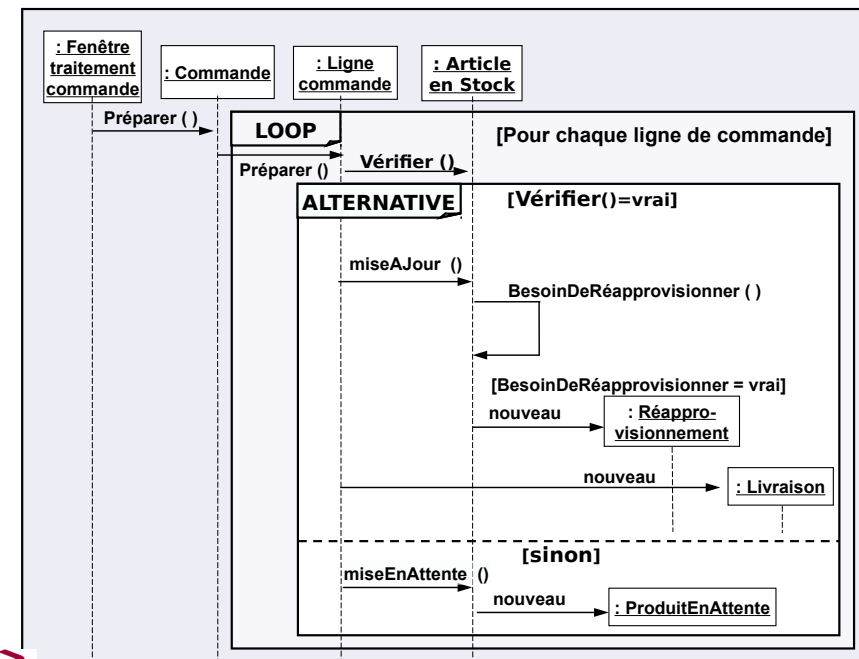 : Fenêtre
traitement
commande
: Commande
: Ligne
commande
: Article
en Stock
Préparer ( )
LOOP
[Pour chaque ligne de commande]
Préparer ()
Vérifier ()
ALTERNATIVE
[Vérifier()=vrai]
miseAJour ()
BesoinDeRéapprovisionner ( )
[BesoinDeRéapprovisionner = vrai]
nouveau
: Réappro-
visionnement
nouveau
: Livraison
[sinon]
miseEnAttente ()
nouveau
: ProduitEnAttente